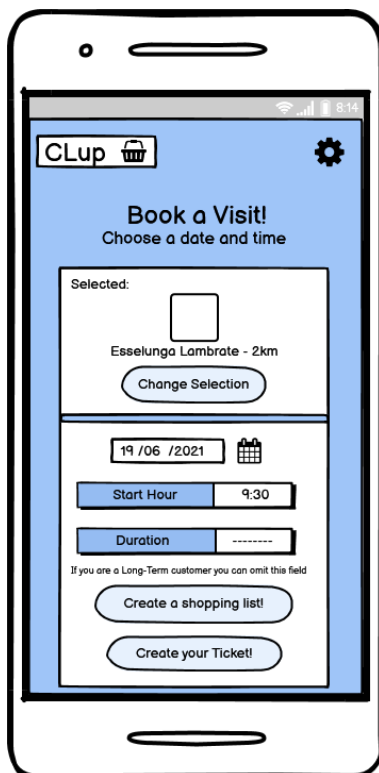 8:14
CLup
Book a Visit!
Choose a date and time
Selected:
Esselunga Lambrate - 2km
Change Selection
19 /06 /2021
Start Hour 9:30
Duration --------
If you are a Long-Term customer you can omit this field
Create a shopping list!
Create your Ticket!